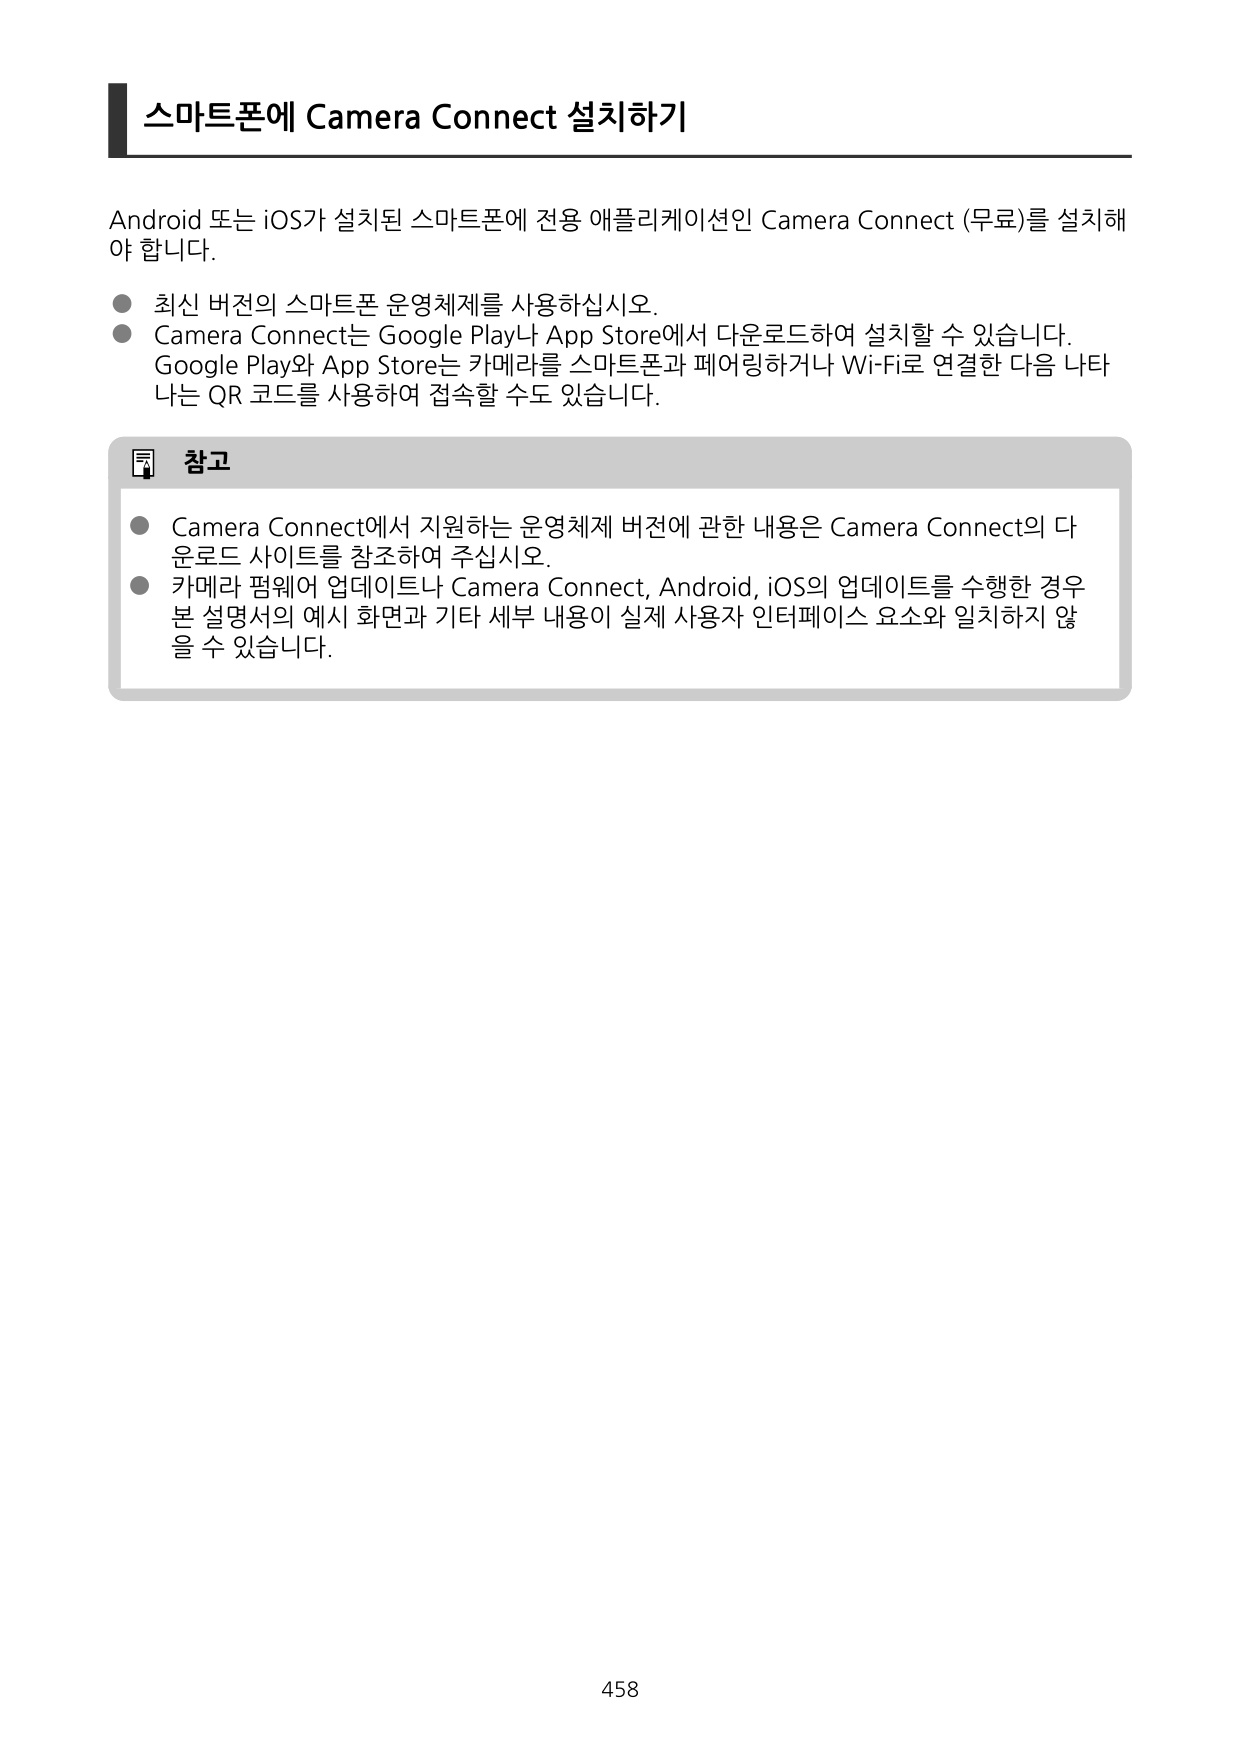 스마트폰에 Camera Connect 설치하기
Android 또는 iOS가 설치된 스마트폰에 전용 애플리케이션인 Camera Connect (무료)를 설치해
야 합니다.
● 최신 버전의 스마트폰 운영체제를 사용하십시오.
● Camera Connect는 Google Play나 App Store에서 다운로드하여 설치할 수 있습니다.
Google Play와 App Store는 카메라를 스마트폰과 페어링하거나 Wi-Fi로 연결한 다음 나타
나는 QR 코드를 사용하여 접속할 수도 있습니다.
참고
● Camera Connect에서 지원하는 운영체제 버전에 관한 내용은 Camera Connect의 다
운로드 사이트를 참조하여 주십시오.
● 카메라 펌웨어 업데이트나 Camera Connect, Android, iOS의 업데이트를 수행한 경우
본 설명서의 예시 화면과 기타 세부 내용이 실제 사용자 인터페이스 요소와 일치하지 않
을 수 있습니다.
458